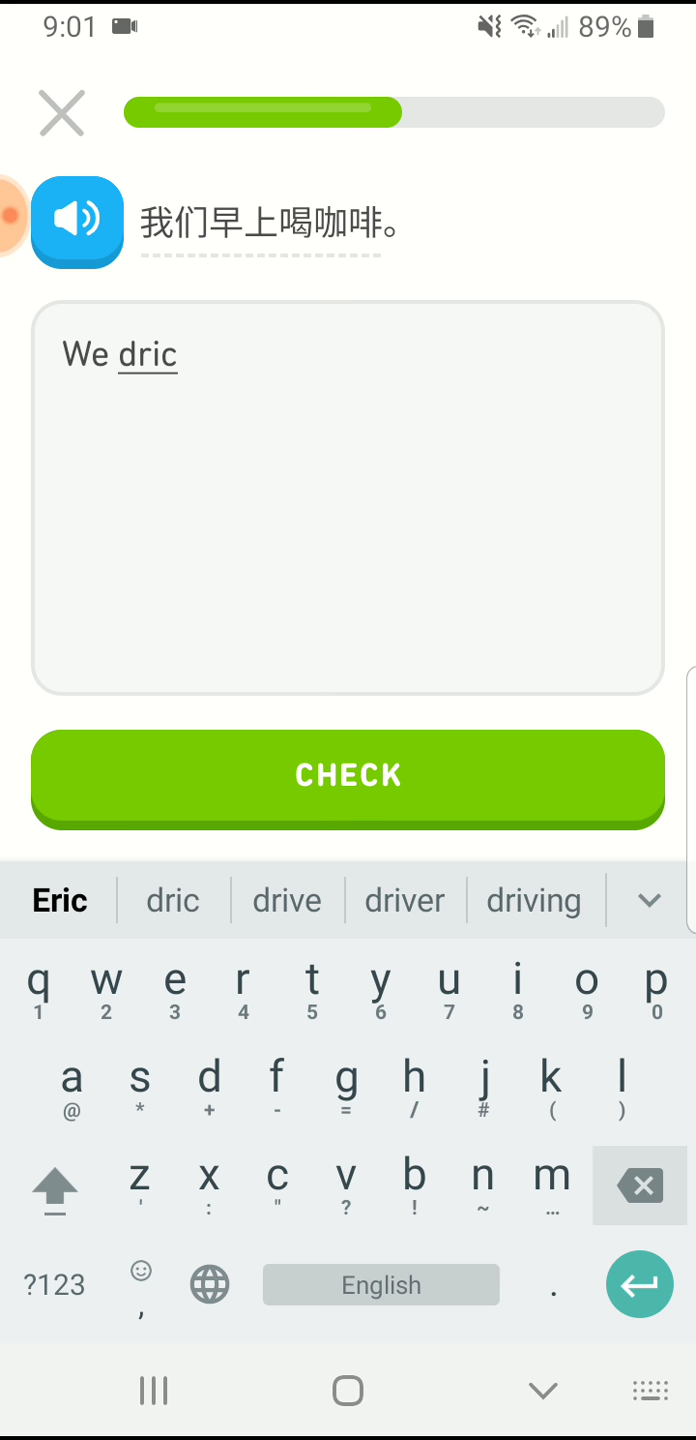 9:01 89%
我们早上喝咖啡。
We dric
CHECK
Eric dric drive driver driving
q w e r t y u i o p
1 2 3 4 5 6 7 8 9 0
a s d f g h j k l
@ * + - = / # ( )
z x c v b n m
' : " ? ! ~ …
?123 , English .